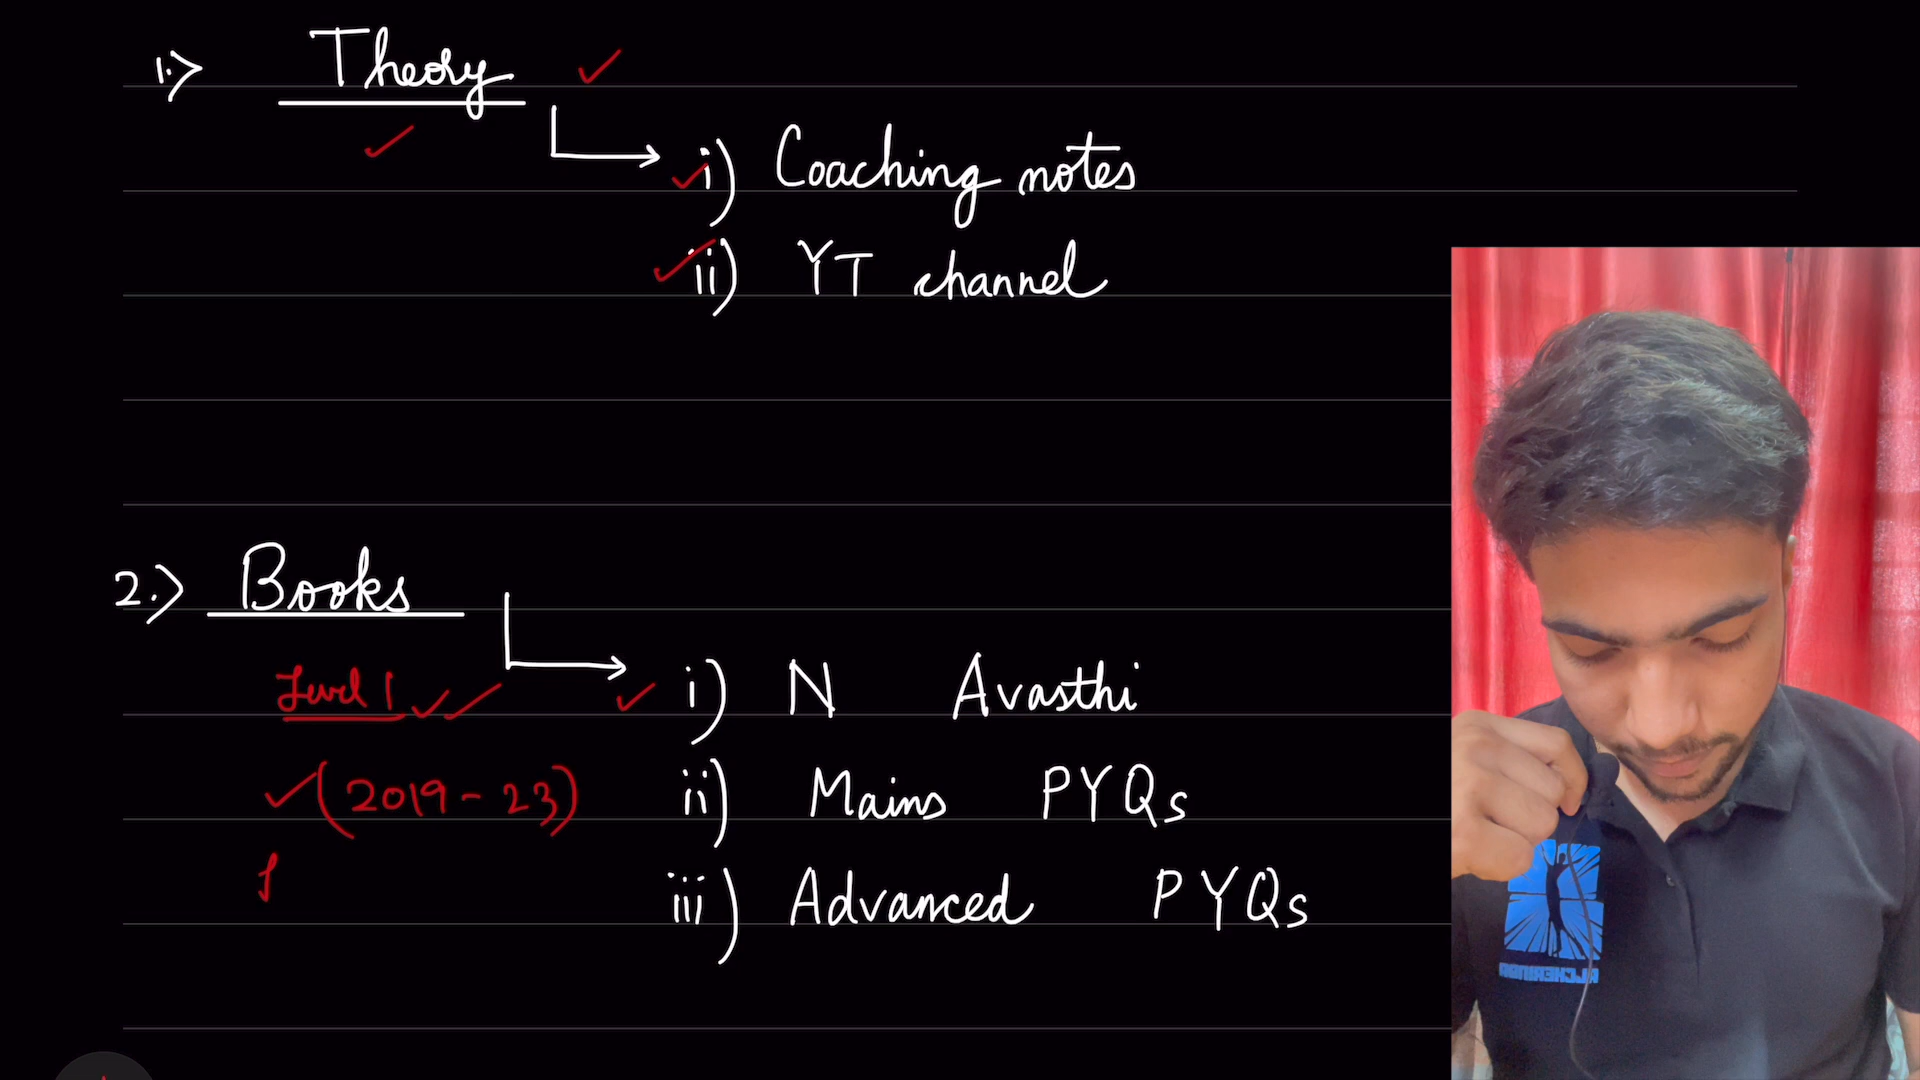 1.) Theory
i) Coaching notes
ii) YT channel
2.) Books
Level 1 i) N Avasthi
(2019-23) ii) Mains PYQs
iii) Advanced PYQs